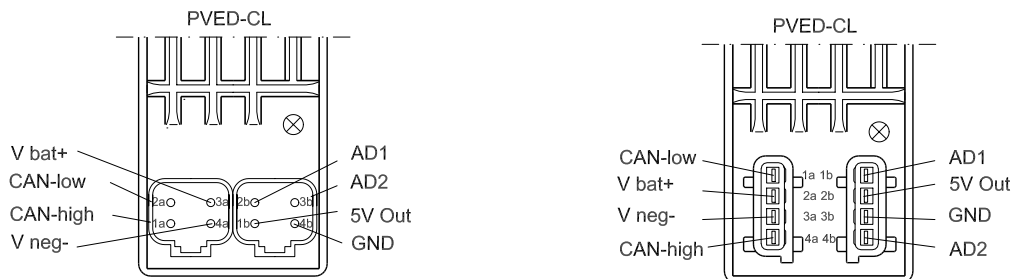 PVED-CL
V bat+
CAN-low
CAN-high
V neg-
2a 3a 2b 3b
1a 4a 1b 4b
AD1
AD2
5V Out
GND
PVED-CL
CAN-low
V bat+
V neg-
CAN-high
1a 1b
2a 2b
3a 3b
4a 4b
AD1
5V Out
GND
AD2